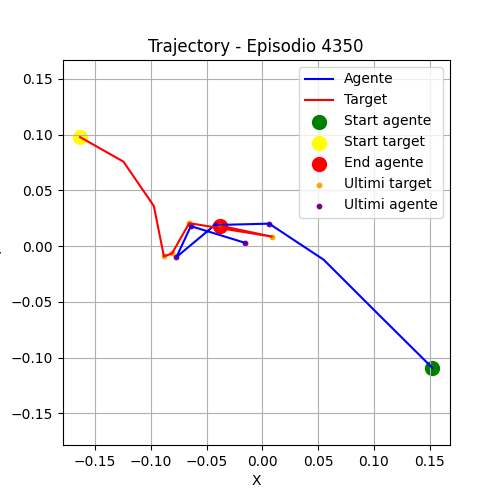 Trajectory - Episodio 4350
Agente
Target
Start agente
Start target
End agente
Ultimi target
Ultimi agente
0.15
0.10
0.05
0.00
−0.05
−0.10
−0.15
−0.15 −0.10 −0.05 0.00 0.05 0.10 0.15
X